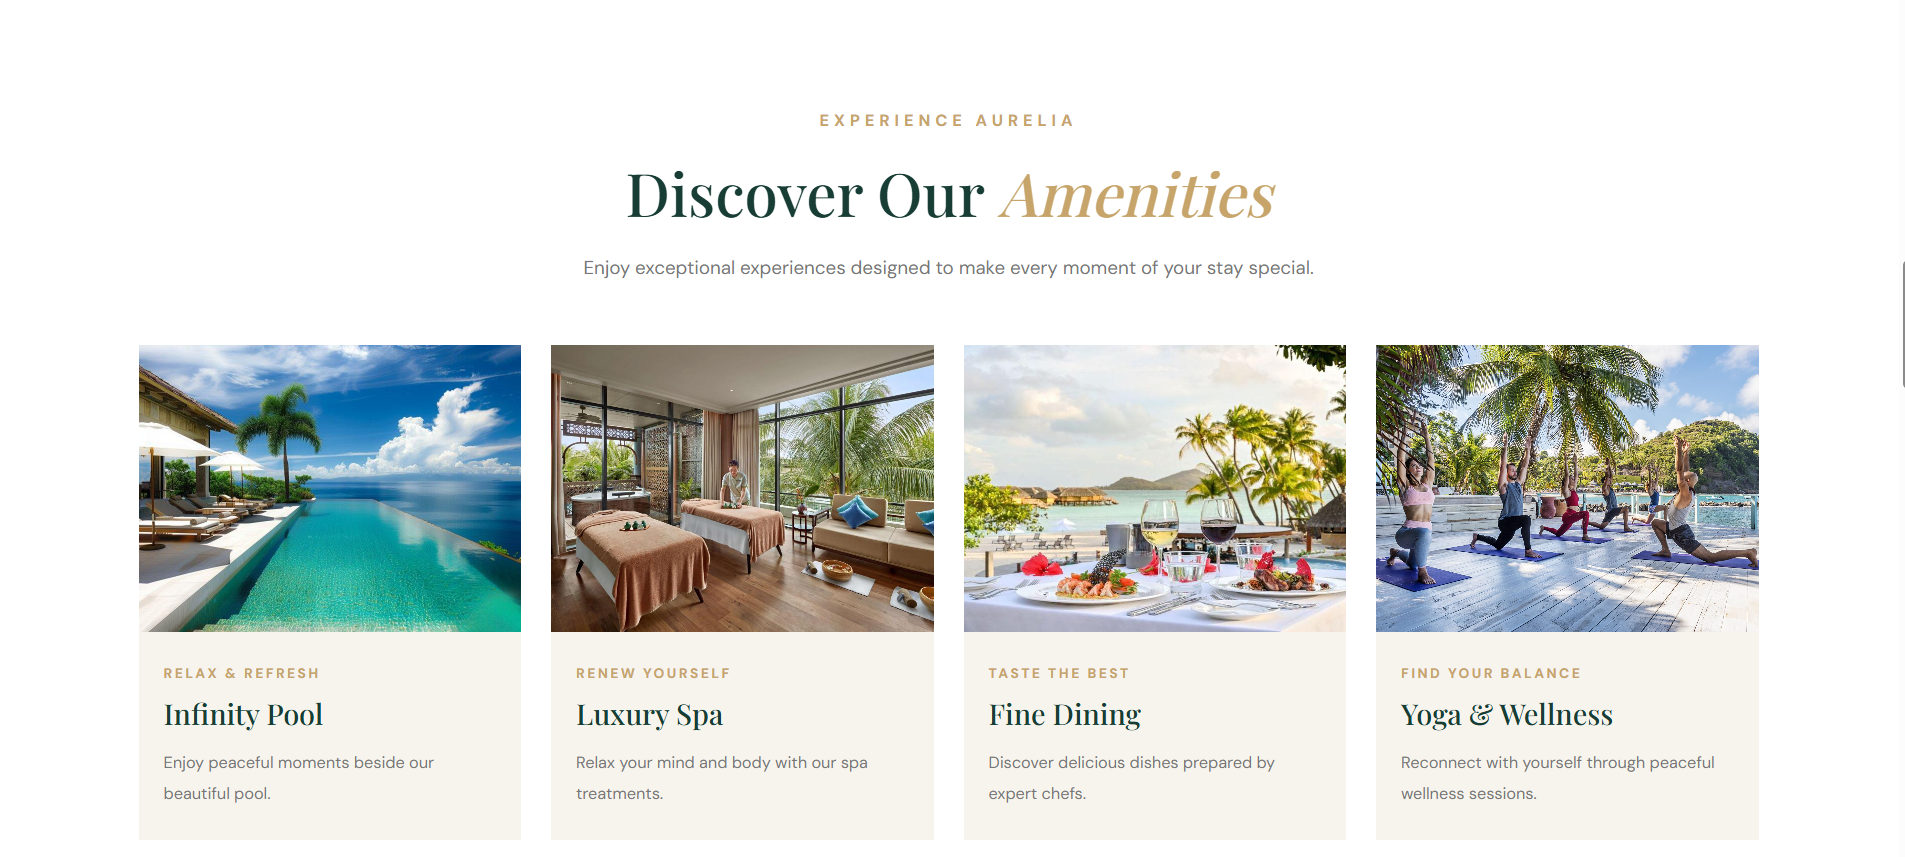 EXPERIENCE AURELIA
Discover Our Amenities
Enjoy exceptional experiences designed to make every moment of your stay special.
RELAX & REFRESH
Infinity Pool
Enjoy peaceful moments beside our
beautiful pool.
RENEW YOURSELF
Luxury Spa
Relax your mind and body with our spa
treatments.
TASTE THE BEST
Fine Dining
Discover delicious dishes prepared by
expert chefs.
FIND YOUR BALANCE
Yoga & Wellness
Reconnect with yourself through peaceful
wellness sessions.